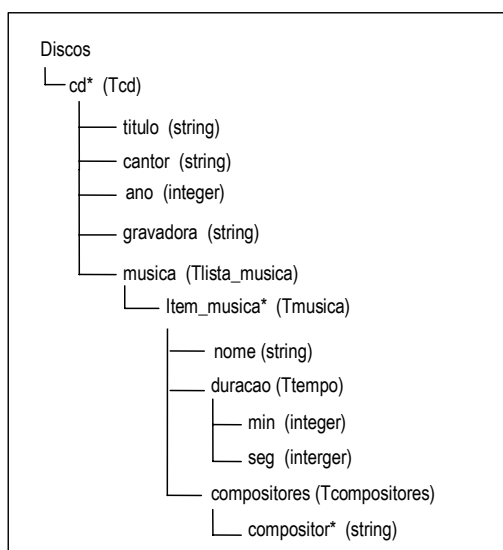 Discos
cd* (Tcd)
titulo (string)
cantor (string)
ano (integer)
gravadora (string)
musica (Tlista_musica)
Item_musica* (Tmusica)
nome (string)
duracao (Ttempo)
min (integer)
seg (interger)
compositores (Tcompositores)
compositor* (string)